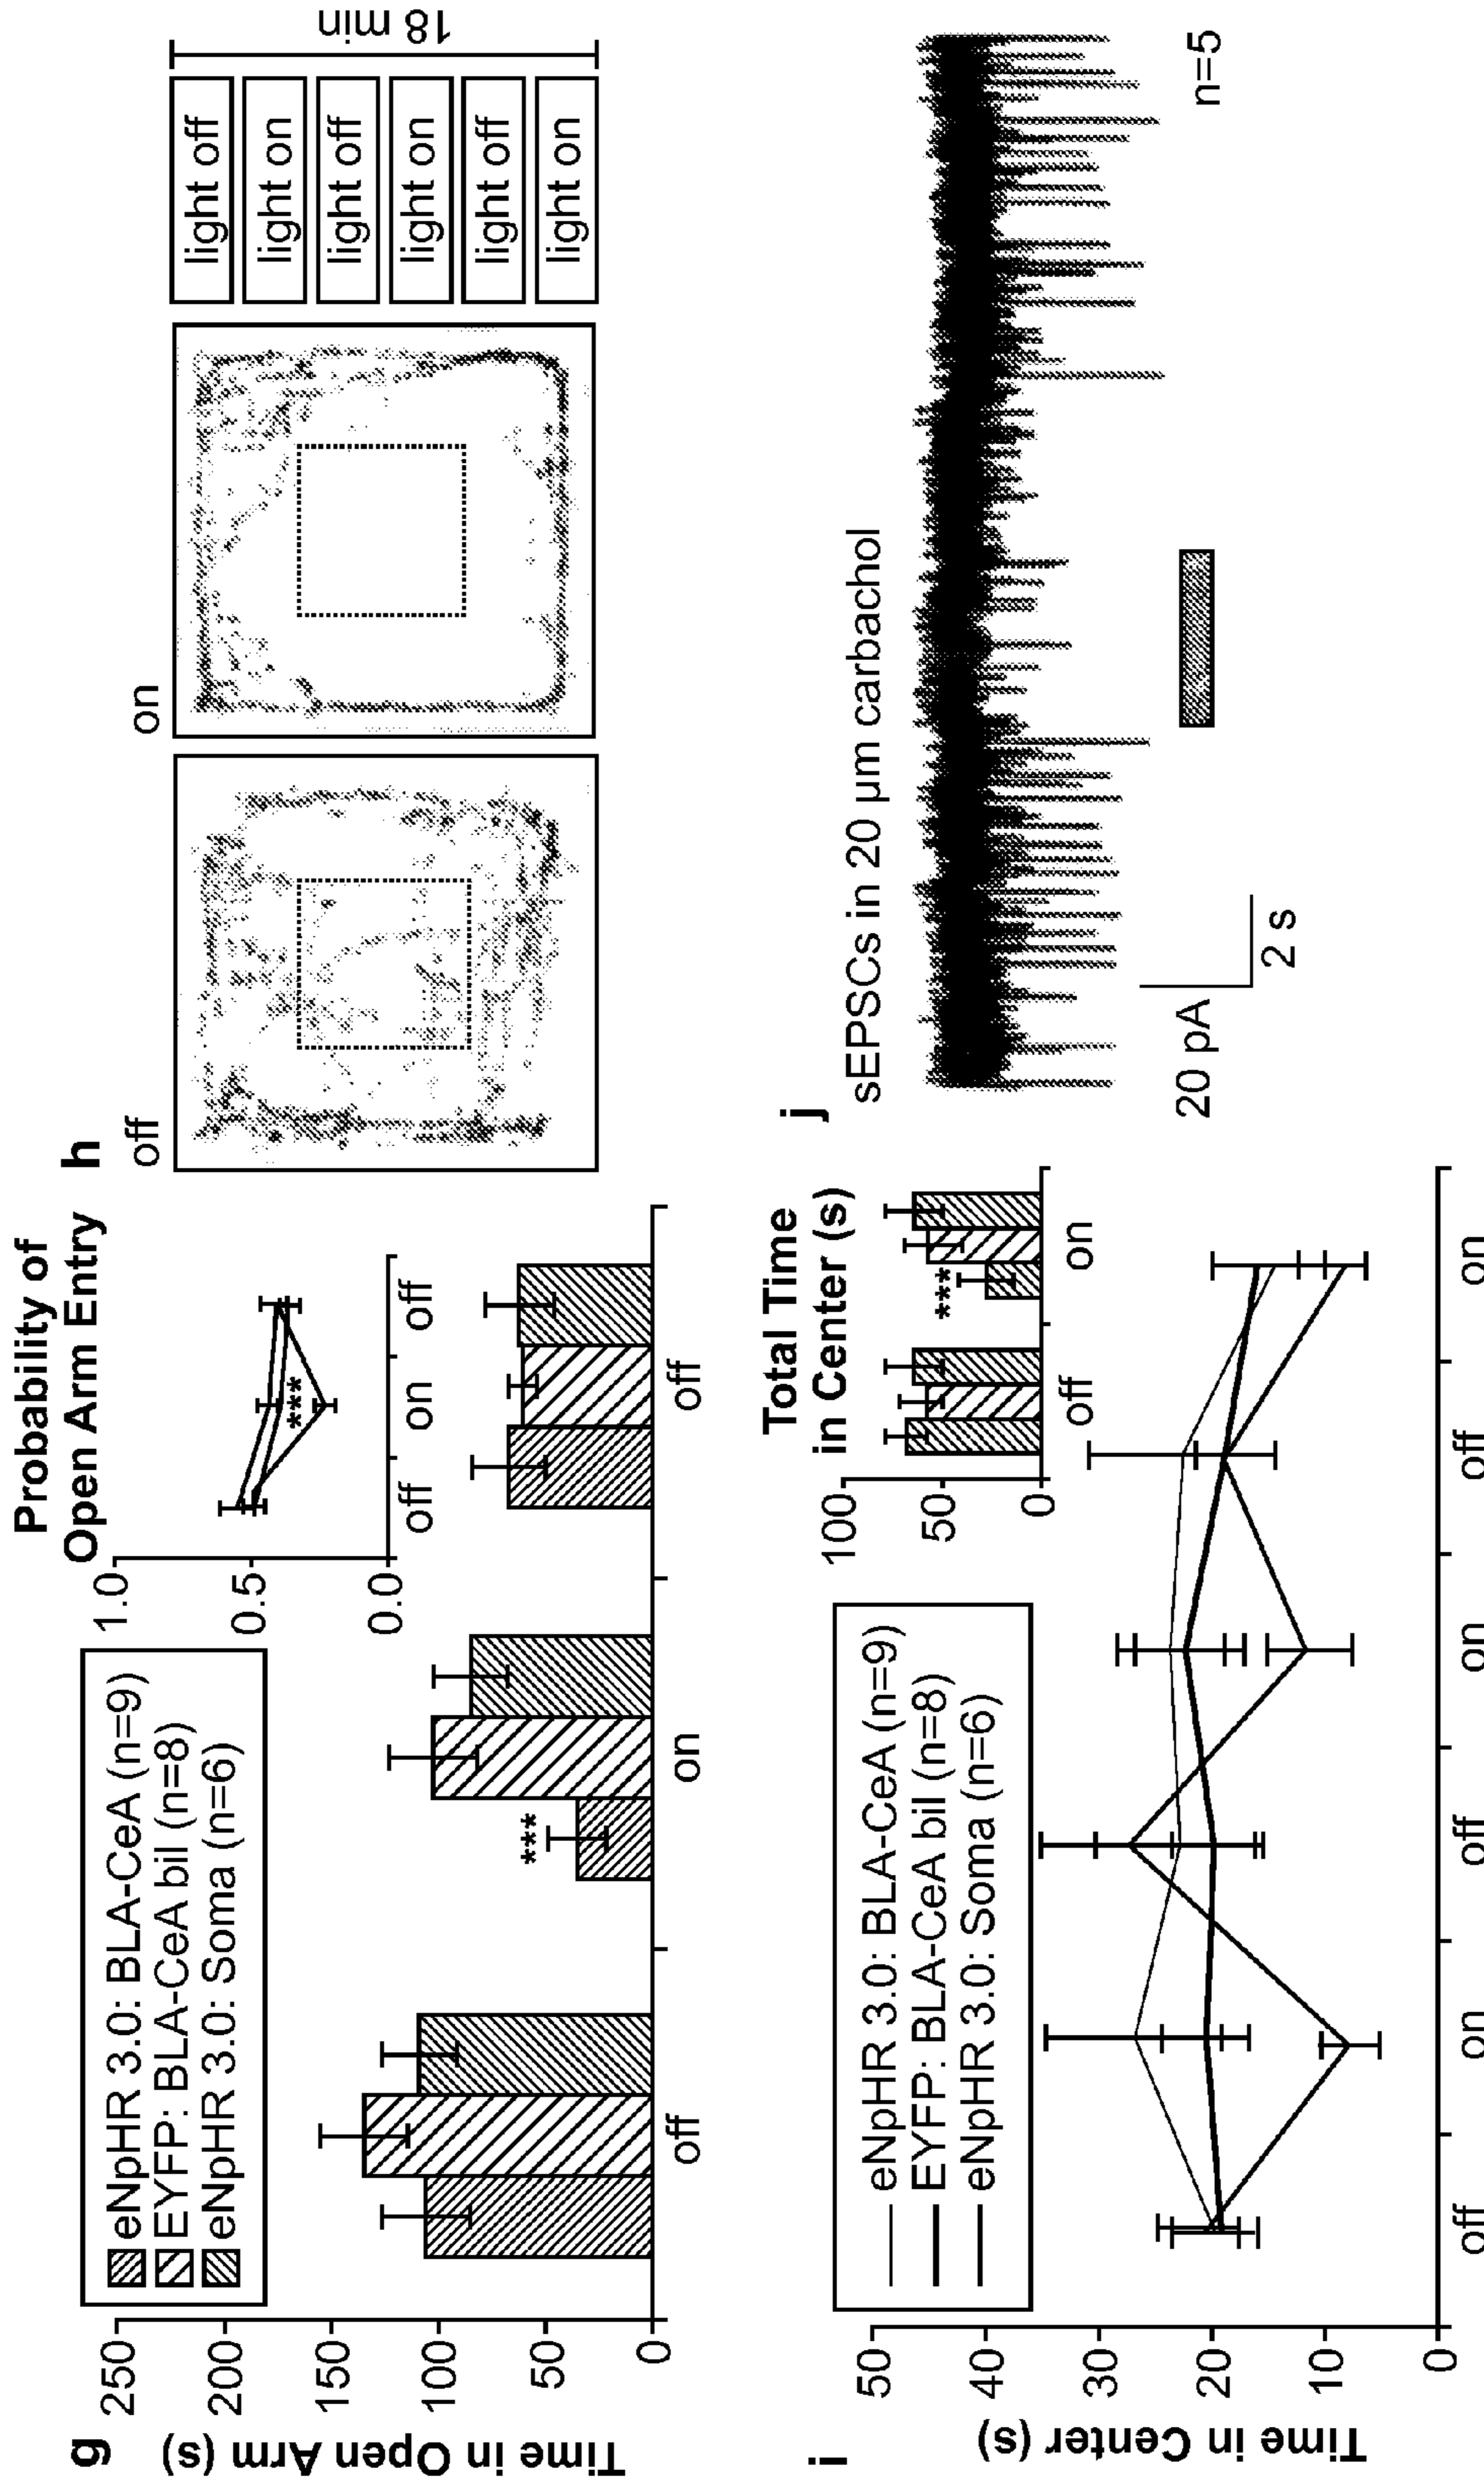 g
Time in Open Arm (s)
250
200
150
100
50
0
eNpHR 3.0: BLA-CeA (n=9)
EYFP: BLA-CeA bil (n=8)
eNpHR 3.0: Soma (n=6)
***
off
on
off
Probability of
Open Arm Entry
1.0
0.5
0.0
***
off
on
off
h
off
on
light off
light on
light off
light on
light off
light on
18 min
i
Time in Center (s)
50
40
30
20
10
0
eNpHR 3.0: BLA-CeA (n=9)
EYFP: BLA-CeA bil (n=8)
eNpHR 3.0: Soma (n=6)
off
on
off
on
off
on
Total Time
in Center (s)
100
50
0
***
off
on
j
sEPSCs in 20 µm carbachol
20 pA
2 s
n=5